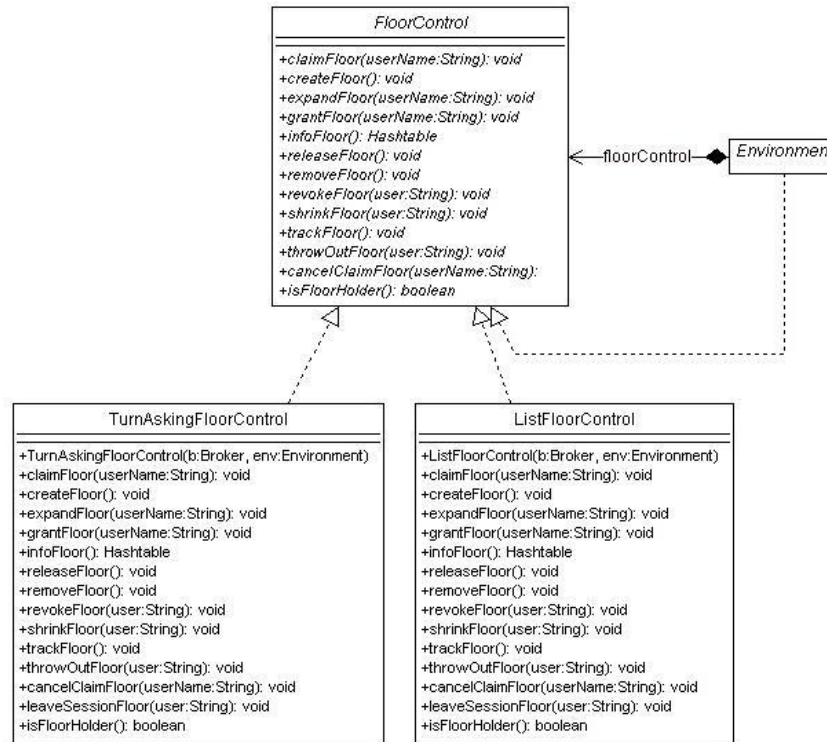 FloorControl
+claimFloor(userName:String): void
+createFloor(): void
+expandFloor(userName:String): void
+grantFloor(userName:String): void
+infoFloor(): Hashtable
+releaseFloor(): void
+removeFloor(): void
+revokeFloor(user:String): void
+shrinkFloor(user:String): void
+trackFloor(): void
+throwOutFloor(user:String): void
+cancelClaimFloor(userName:String):
+isFloorHolder(): boolean
floorControl
Environment
TurnAskingFloorControl
+TurnAskingFloorControl(b:Broker, env:Environment)
+claimFloor(userName:String): void
+createFloor(): void
+expandFloor(userName:String): void
+grantFloor(userName:String): void
+infoFloor(): Hashtable
+releaseFloor(): void
+removeFloor(): void
+revokeFloor(user:String): void
+shrinkFloor(user:String): void
+trackFloor(): void
+throwOutFloor(user:String): void
+cancelClaimFloor(userName:String): void
+leaveSessionFloor(user:String): void
+isFloorHolder(): boolean
ListFloorControl
+ListFloorControl(b:Broker, env:Environment)
+claimFloor(userName:String): void
+createFloor(): void
+expandFloor(userName:String): void
+grantFloor(userName:String): void
+infoFloor(): Hashtable
+releaseFloor(): void
+removeFloor(): void
+revokeFloor(user:String): void
+shrinkFloor(user:String): void
+trackFloor(): void
+throwOutFloor(user:String): void
+cancelClaimFloor(userName:String): void
+leaveSessionFloor(user:String): void
+isFloorHolder(): boolean